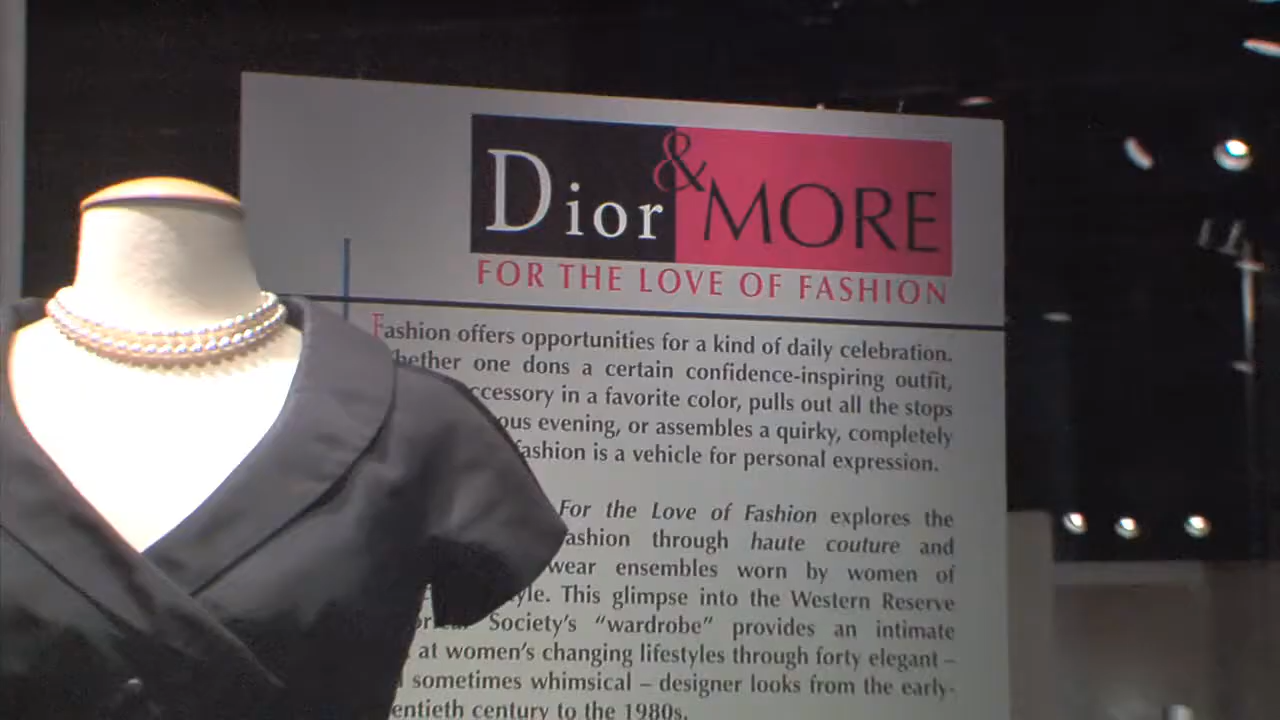 Dior & MORE
FOR THE LOVE OF FASHION
Fashion offers opportunities for a kind of daily celebration.
Whether one dons a certain confidence-inspiring outfit,
ccessory in a favorite color, pulls out all the stops
ous evening, or assembles a quirky, completely
fashion is a vehicle for personal expression.
For the Love of Fashion explores the
ashion through haute couture and
wear ensembles worn by women of
yle. This glimpse into the Western Reserve
Society's “wardrobe” provides an intimate
at women's changing lifestyles through forty elegant –
sometimes whimsical – designer looks from the early-
entieth century to the 1980s.